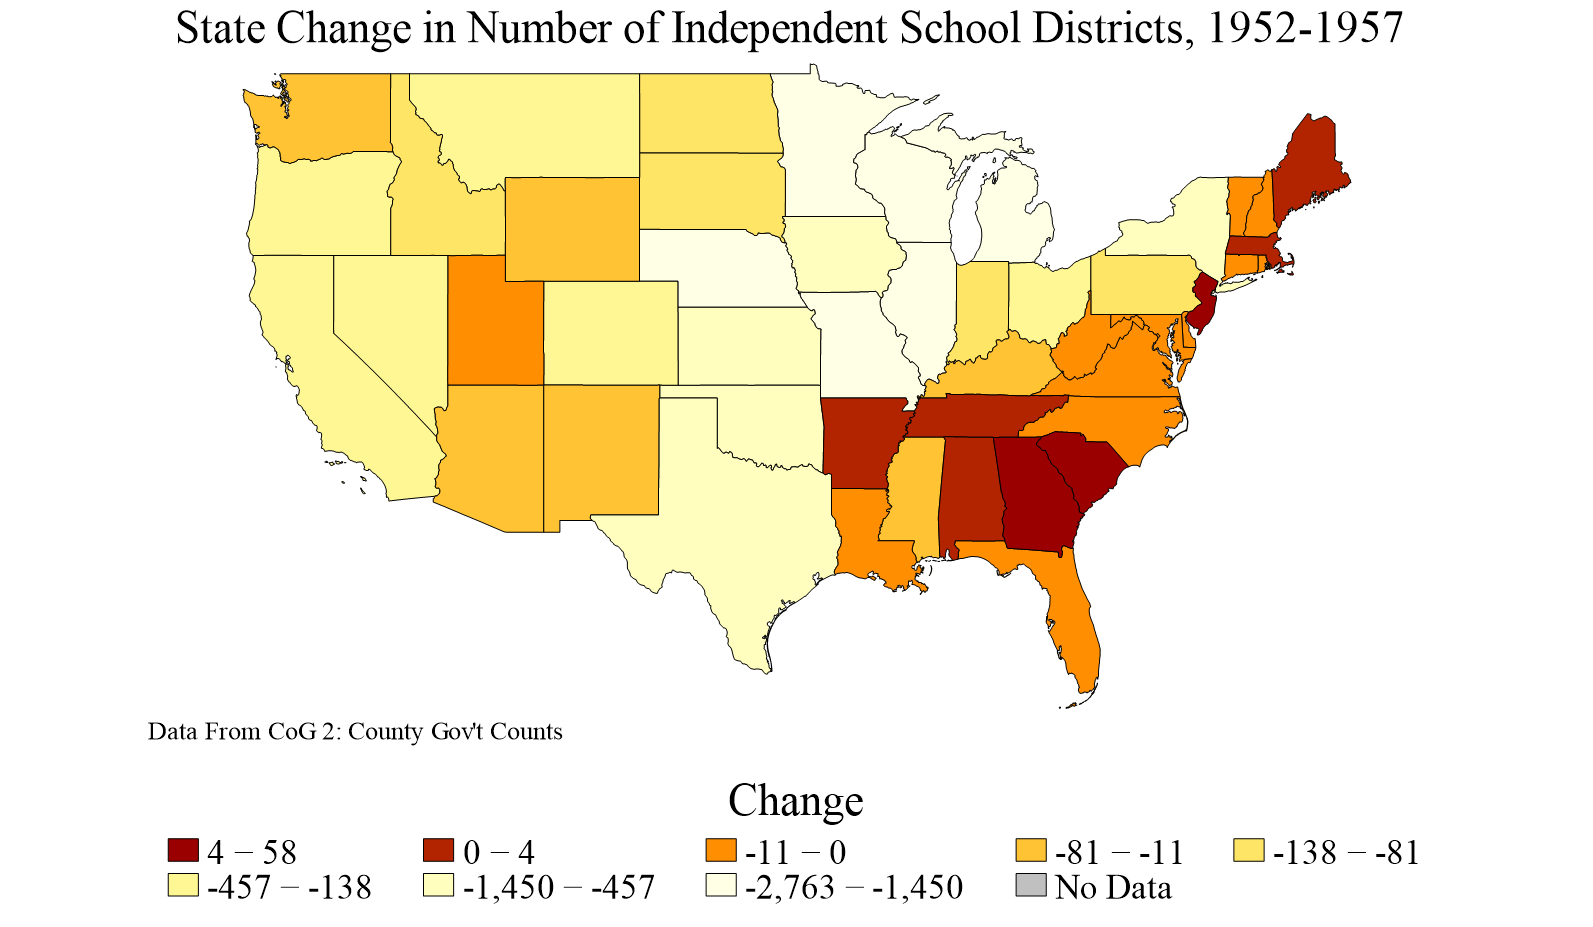 State Change in Number of Independent School Districts, 1952-1957
Data From CoG 2: County Gov't Counts
Change
4 − 58 0 − 4 -11 − 0 -81 − -11 -138 − -81
-457 − -138 -1,450 − -457 -2,763 − -1,450 No Data